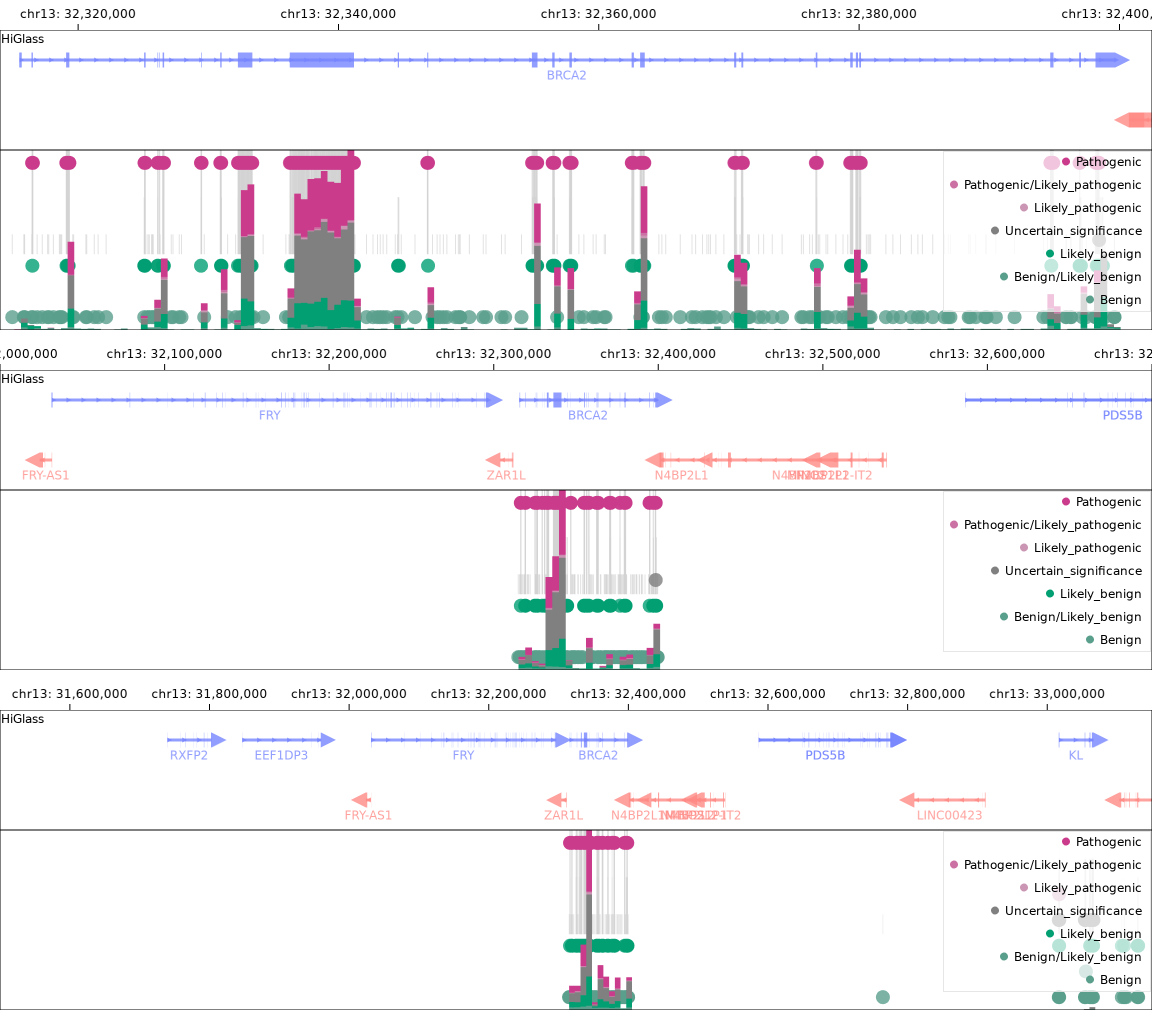 chr13: 32,320,000 chr13: 32,340,000 chr13: 32,360,000 chr13: 32,380,000 chr13: 32,400,
HiGlass
BRCA2
Pathogenic
Pathogenic/Likely_pathogenic
Likely_pathogenic
Uncertain_significance
Likely_benign
Benign/Likely_benign
Benign
2,000,000 chr13: 32,100,000 chr13: 32,200,000 chr13: 32,300,000 chr13: 32,400,000 chr13: 32,500,000 chr13: 32,600,000 chr13: 32
HiGlass
FRY BRCA2 PDS5B
FRY-AS1 ZAR1L N4BP2L1
Pathogenic
Pathogenic/Likely_pathogenic
Likely_pathogenic
Uncertain_significance
Likely_benign
Benign/Likely_benign
Benign
chr13: 31,600,000 chr13: 31,800,000 chr13: 32,000,000 chr13: 32,200,000 chr13: 32,400,000 chr13: 32,600,000 chr13: 32,800,000 chr13: 33,000,000
HiGlass
RXFP2 EEF1DP3 FRY BRCA2 PDS5B KL
FRY-AS1 ZAR1L LINC00423
Pathogenic
Pathogenic/Likely_pathogenic
Likely_pathogenic
Uncertain_significance
Likely_benign
Benign/Likely_benign
Benign